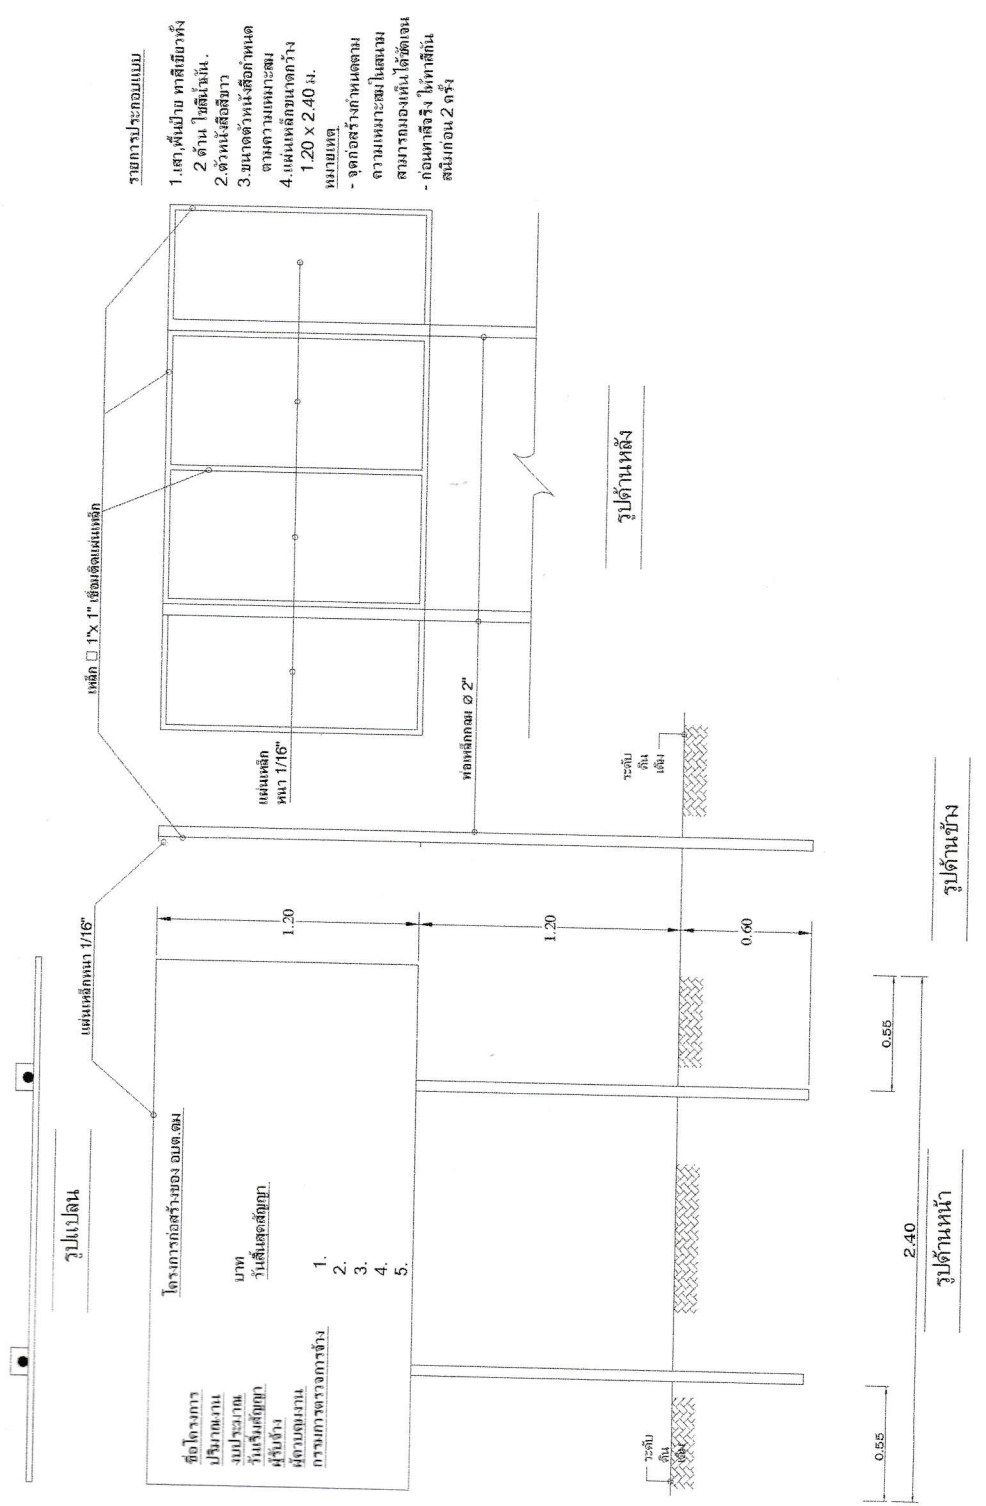 รูปแปลน
แผ่นเหล็กหนา 1/16"
เหล็ก □ 1"x 1" เชื่อมติดแผ่นเหล็ก
รายการประกอบแบบ
1.เสา,พื้นป้าย ทาสีเขียวทั้ง
2 ด้าน ใช้สีน้ำมัน .
2.ตัวหนังสือสีขาว
3.ขนาดตัวหนังสือกำหนด
ตามความเหมาะสม
4.แผ่นเหล็กขนาดกว้าง
1.20 x 2.40 ม.
หมายเหตุ
- จุดก่อสร้างกำหนดตาม
ความเหมาะสมในสนาม
สามารถมองเห็นได้ชัดเจน
- ก่อนทาสีจริง ให้ทาสีกัน
สนิมก่อน 2 ครั้ง
โครงการก่อสร้างของ อบต.ดม
ชื่อโครงการ
ปริมาณงาน
งบประมาณ บาท
วันเริ่มสัญญา วันสิ้นสุดสัญญา
ผู้รับจ้าง
ผู้ควบคุมงาน
กรรมการตรวจการจ้าง 1.
2.
3.
4.
5.
1.20
1.20
0.60
แผ่นเหล็ก
หนา 1/16"
ท่อเหล็กกลม Ø 2"
ระดับ
ดิน
เดิม
ระดับ
ดิน
เดิม
0.55
0.55
2.40
รูปด้านหน้า
รูปด้านข้าง
รูปด้านหลัง